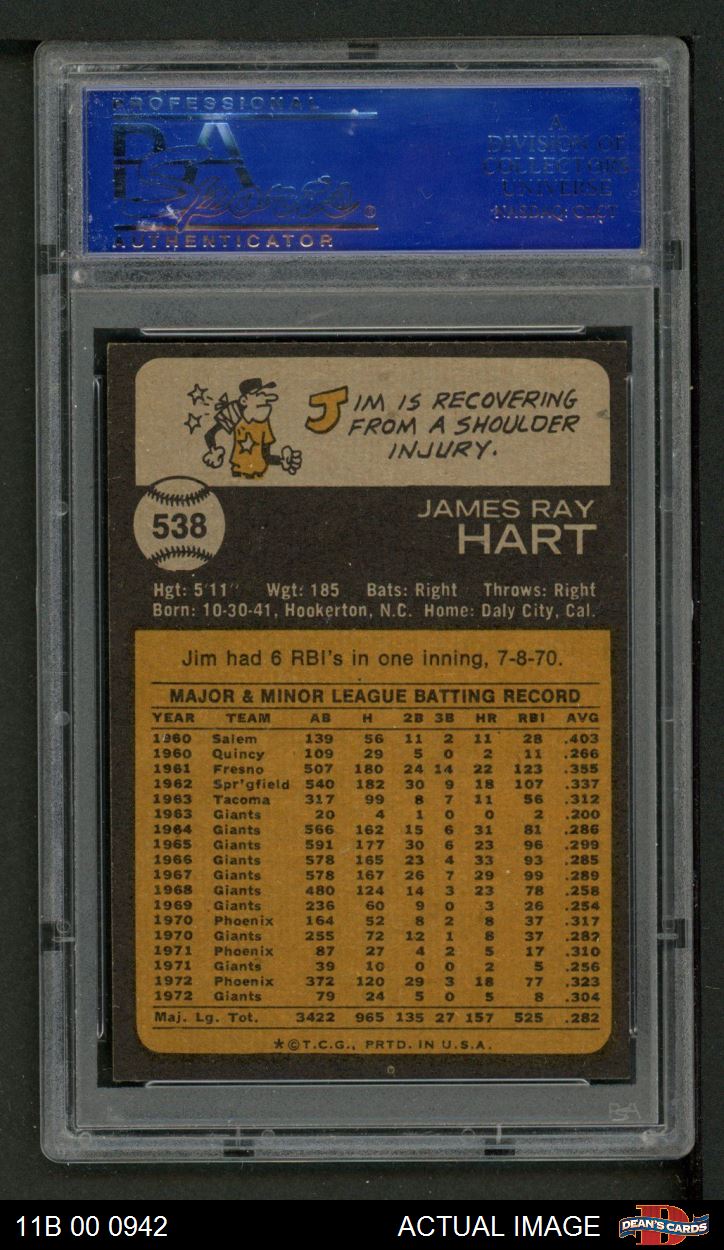 PROFESSIONAL
PSA
Sports®
AUTHENTICATOR
A
DIVISION OF
COLLECTORS
UNIVERSE
NASDAQ: CLCT
JIM IS RECOVERING
FROM A SHOULDER
INJURY.
538
JAMES RAY
HART
Hgt: 5'11" Wgt: 185 Bats: Right Throws: Right
Born: 10-30-41, Hookerton, N.C. Home: Daly City, Cal.
Jim had 6 RBI's in one inning, 7-8-70.
MAJOR & MINOR LEAGUE BATTING RECORD
YEAR TEAM AB H 2B 3B HR RBI AVG
1960 Salem 139 56 11 2 11 28 .403
1960 Quincy 109 29 5 0 2 11 .266
1961 Fresno 507 180 24 14 22 123 .355
1962 Spr'gfield 540 182 30 9 18 107 .337
1963 Tacoma 317 99 8 7 11 56 .312
1963 Giants 20 4 1 0 0 2 .200
1964 Giants 566 162 15 6 31 81 .286
1965 Giants 591 177 30 6 23 96 .299
1966 Giants 578 165 23 4 33 93 .285
1967 Giants 578 167 26 7 29 99 .289
1968 Giants 480 124 14 3 23 78 .258
1969 Giants 236 60 9 0 3 26 .254
1970 Phoenix 164 52 8 2 8 37 .317
1970 Giants 255 72 12 1 8 37 .282
1971 Phoenix 87 27 4 2 5 17 .310
1971 Giants 39 10 0 0 2 5 .256
1972 Phoenix 372 120 29 3 18 77 .323
1972 Giants 79 24 5 0 5 8 .304
Maj. Lg. Tot. 3422 965 135 27 157 525 .282
*©T.C.G., PRTD. IN U.S.A.
PSA
11B 00 0942
ACTUAL IMAGE
DEAN'S CARDS